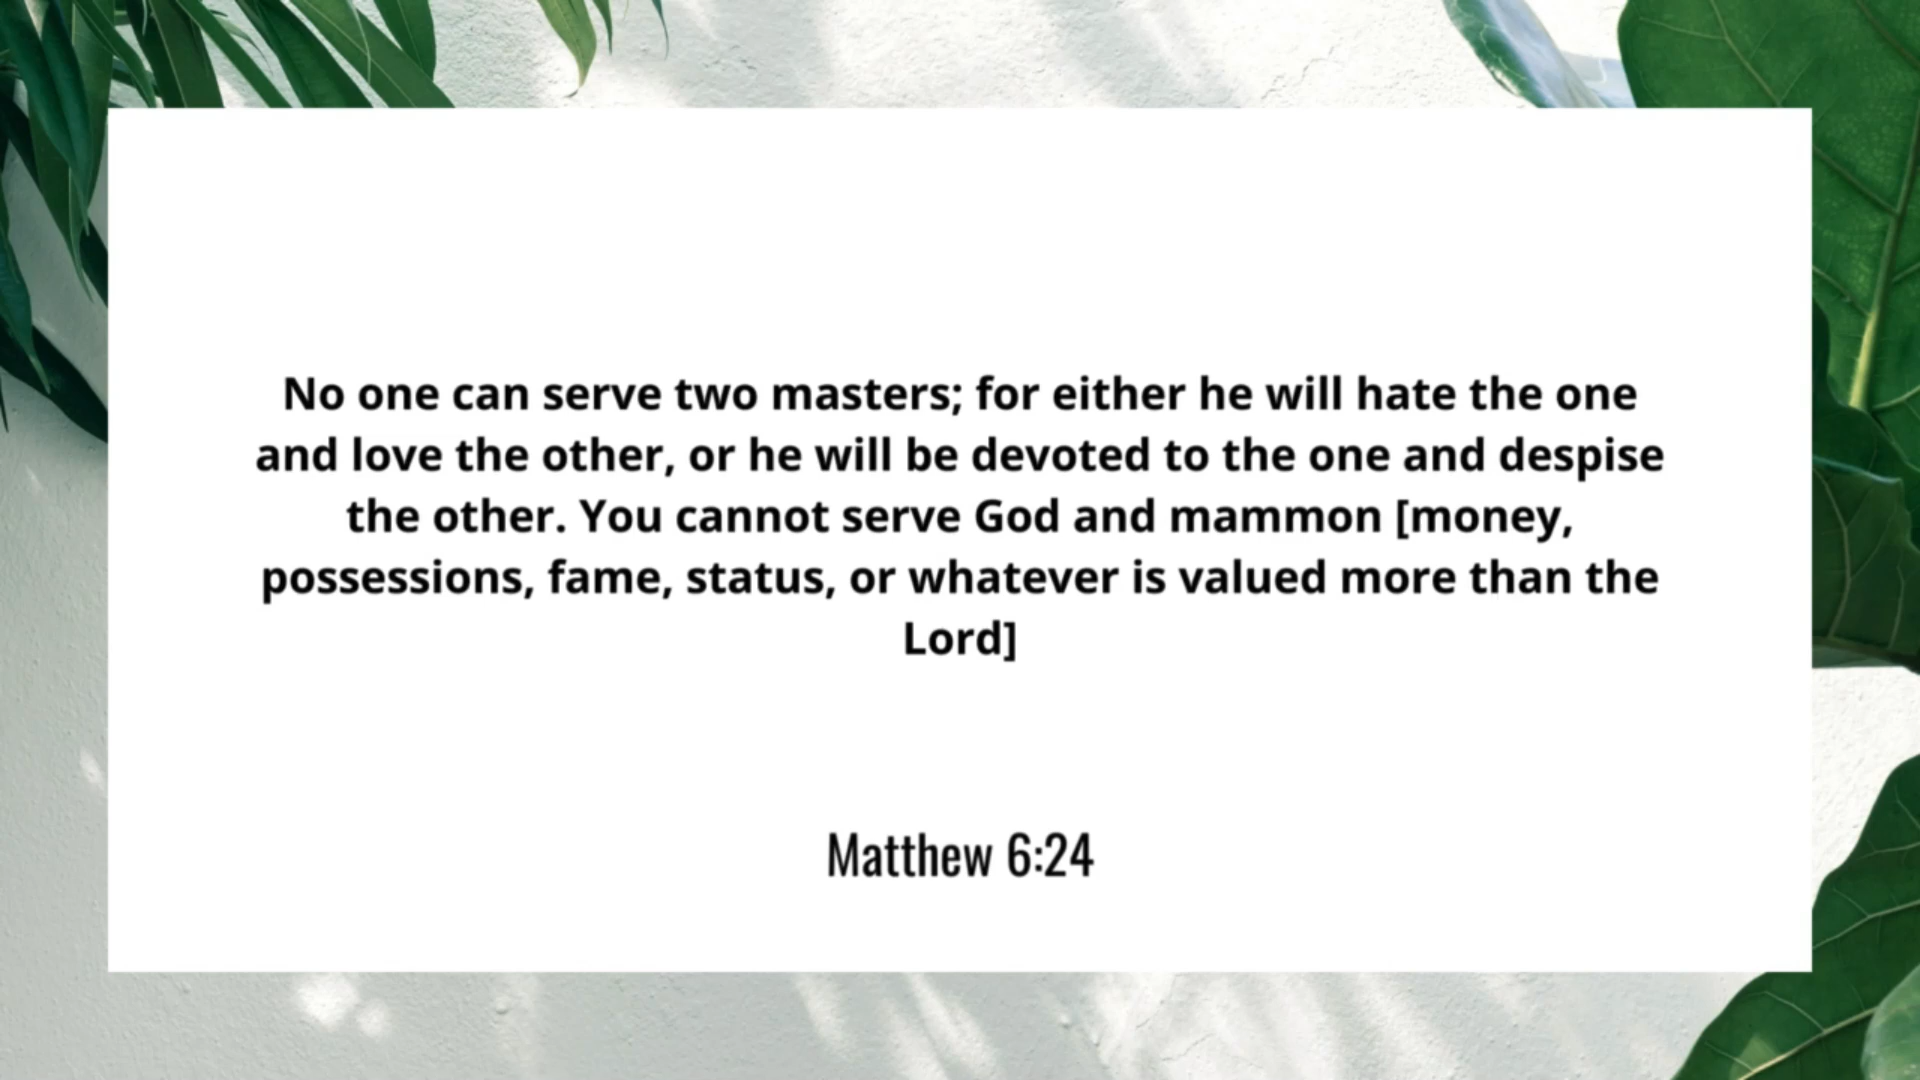 No one can serve two masters; for either he will hate the one
and love the other, or he will be devoted to the one and despise
the other. You cannot serve God and mammon [money,
possessions, fame, status, or whatever is valued more than the
Lord]
Matthew 6:24